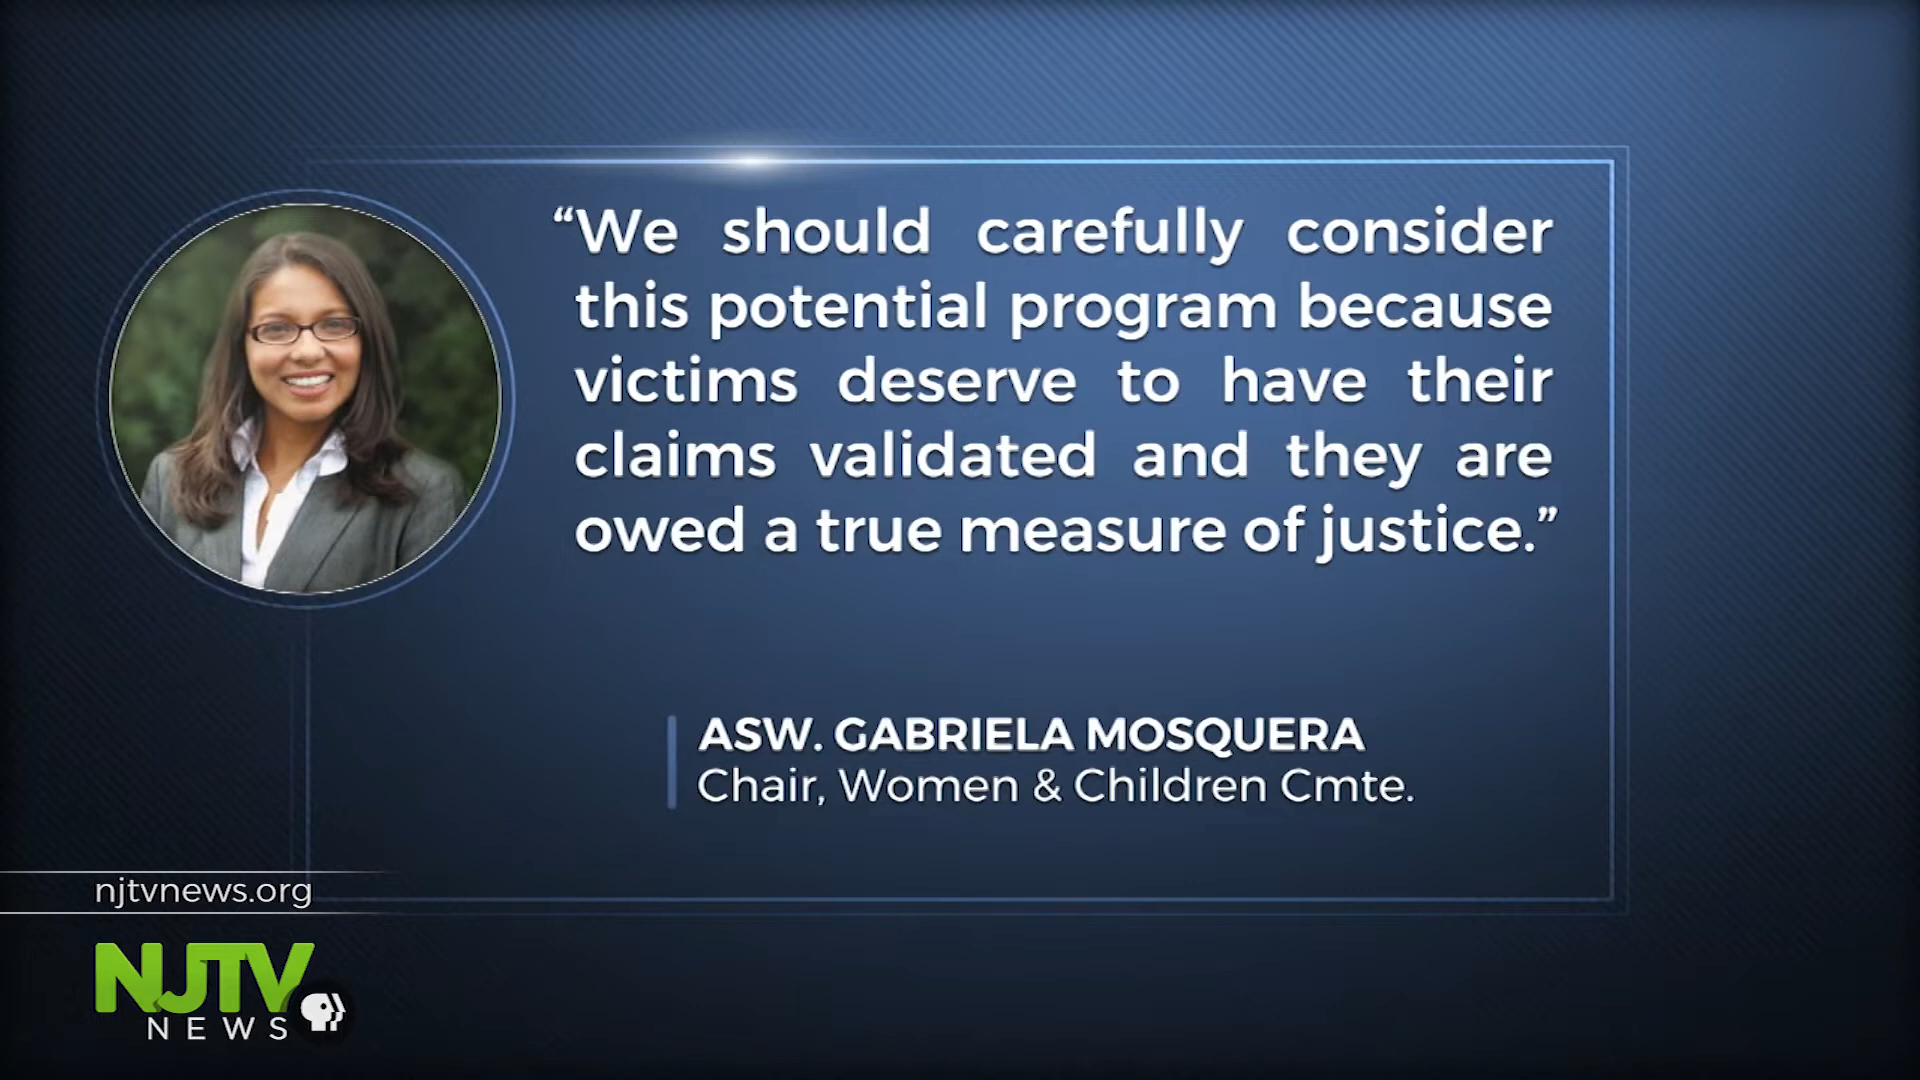 “We should carefully consider
this potential program because
victims deserve to have their
claims validated and they are
owed a true measure of justice.”
ASW. GABRIELA MOSQUERA
Chair, Women & Children Cmte.
njtvnews.org
NJTV
NEWS